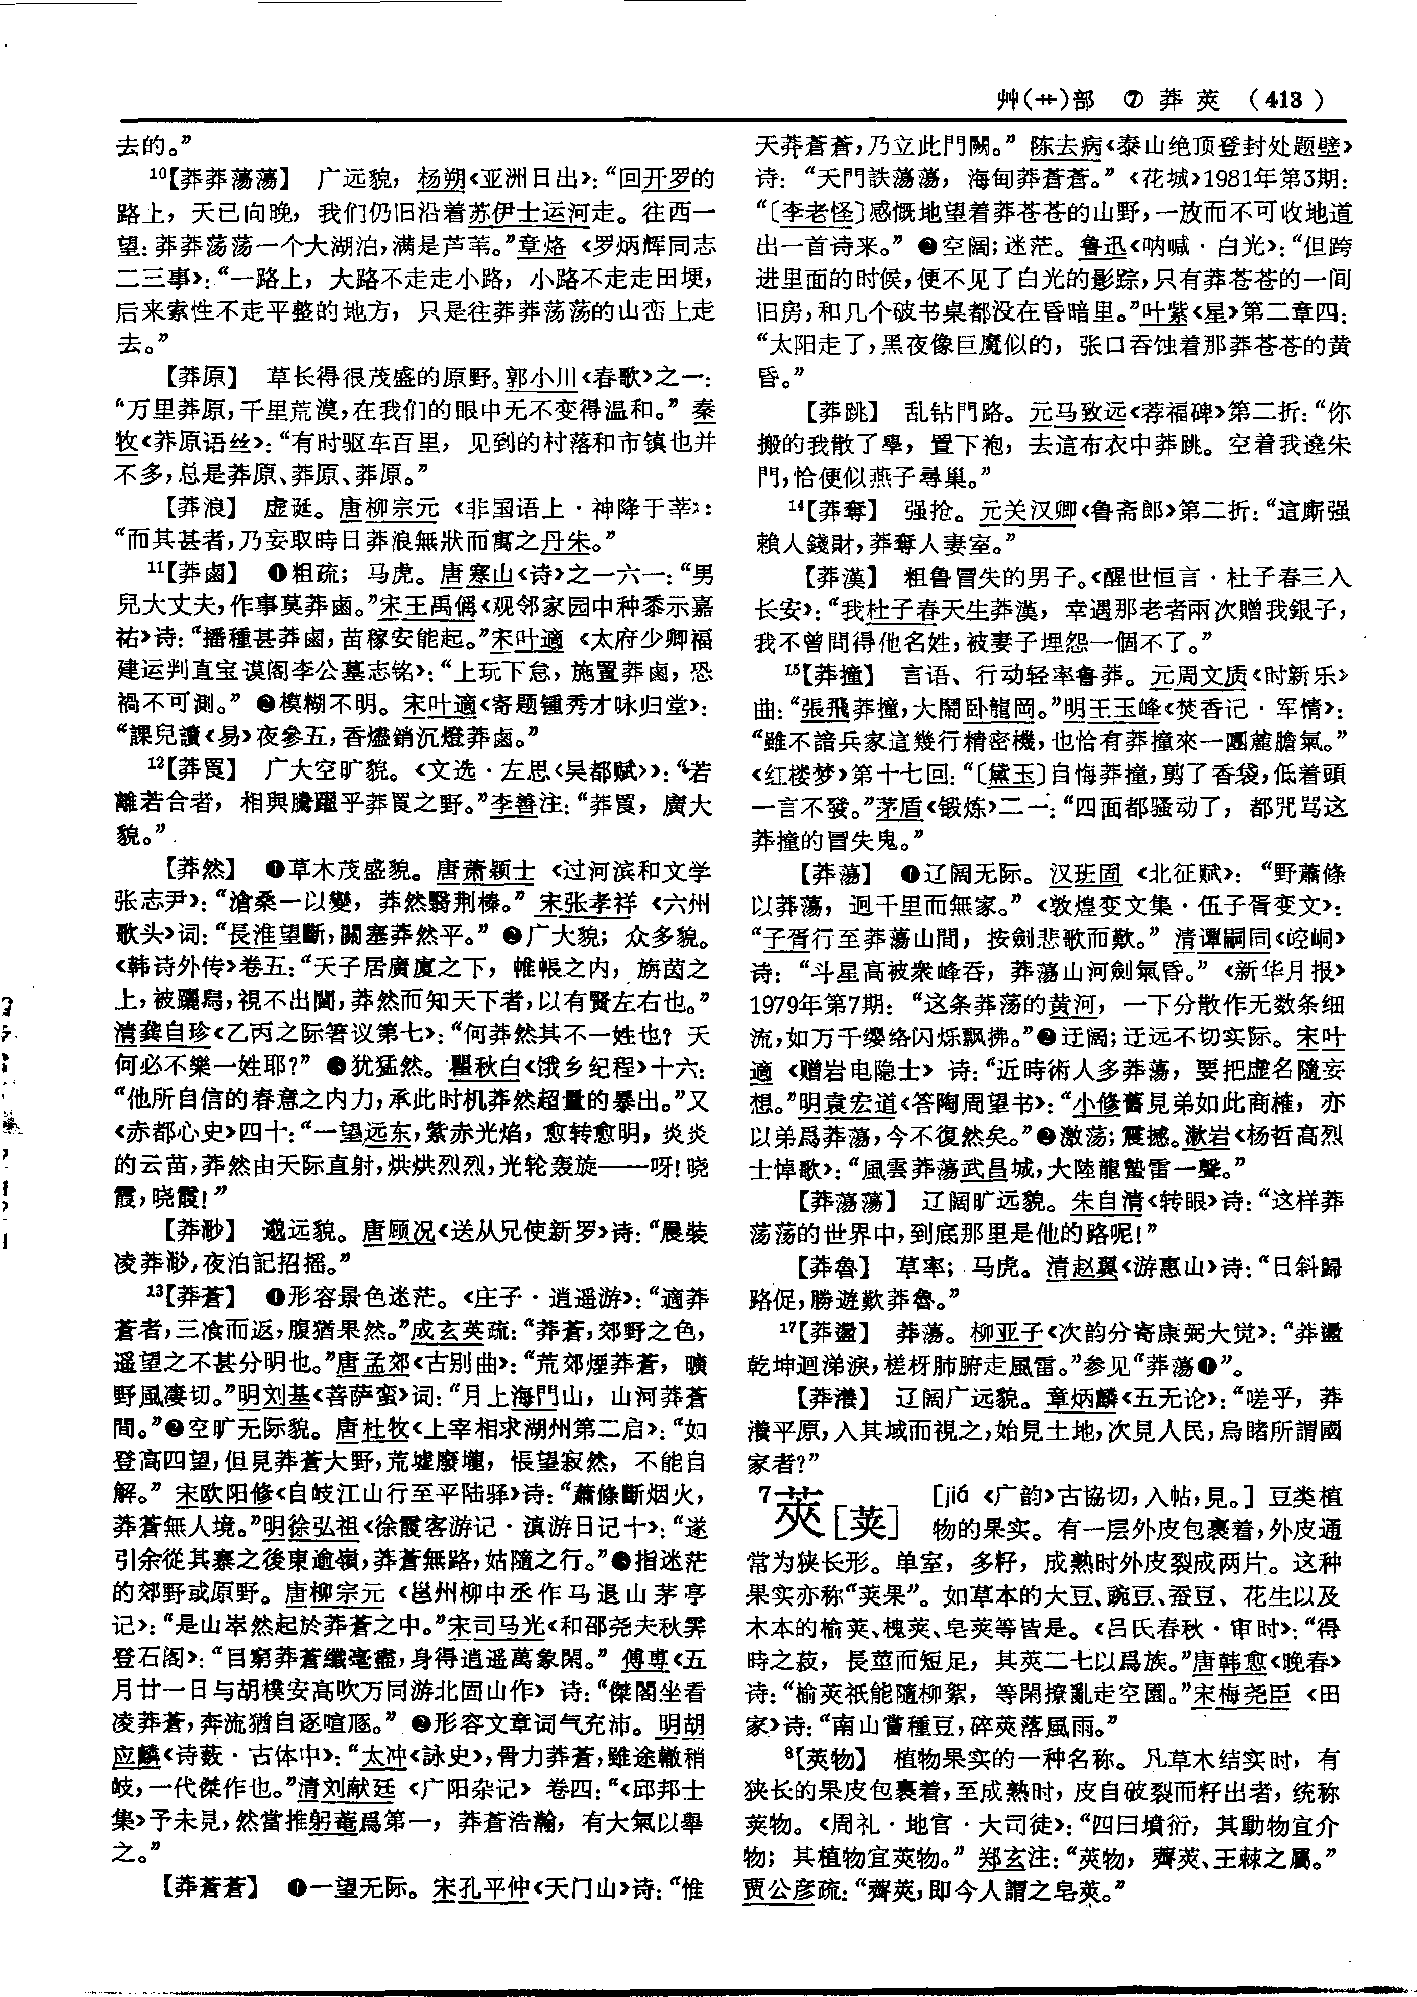 艸(艹)部 ⑦ 莽 莢 (413)
去的。”
10【莽莽蕩蕩】 广远貌，杨朔《亚洲日出》：“回开罗的
路上，天已向晚，我们仍旧沿着苏伊士运河走。往西一
望：莽莽荡荡一个大湖泊，满是芦苇。”章烙《罗炳辉同志
二三事》：“一路上，大路不走走小路，小路不走走田埂，
后来索性不走平整的地方，只是往莽莽荡荡的山峦上走
去。”
【莽原】 草长得很茂盛的原野。郭小川《春歌》之一：
“万里莽原，千里荒漠，在我们的眼中无不变得温和。”秦
牧《莽原语丝》：“有时驱车百里，见到的村落和市镇也并
不多，总是莽原、莽原、莽原。”
【莽浪】 虚诞。唐柳宗元《非国语上·神降于莘》：
“而其甚者，乃妄取時日莽浪無狀而寓之丹朱。”
11【莽鹵】 ❶粗疏；马虎。唐寒山《诗》之一六一：“男
兒大丈夫，作事莫莽鹵。”宋王禹偁《观邻家园中种黍示嘉
祐》诗：“播種甚莽鹵，苗稼安能起。”宋叶適《太府少卿福
建运判直宝谟阁李公墓志铭》：“上玩下怠，施置莽鹵，恐
禍不可測。”❷模糊不明。宋叶適《寄题锺秀才咏归堂》：
“課兒讀《易》夜參五，香燼銷沉燈莽鹵。”
12【莽罠】 广大空旷貌。《文选·左思〈吴都赋〉》：“若
離若合者，相與騰躍乎莽罠之野。”李善注：“莽罠，廣大
貌。”
【莽然】 ❶草木茂盛貌。唐萧颖士《过河滨和文学
张志尹》：“滄桑一以變，莽然翳荆榛。”宋张孝祥《六州
歌头》词：“長淮望斷，關塞莽然平。”❷广大貌；众多貌。
《韩诗外传》卷五：“天子居廣廈之下，帷帳之内，旃茵之
上，被躧舄，視不出閫，莽然而知天下者，以有賢左右也。”
清龚自珍《乙丙之际箸议第七》：“何莽然其不一姓也？天
何必不樂一姓耶？”❸犹猛然。瞿秋白《饿乡纪程》十六：
“他所自信的春意之内力，承此时机莽然超量的暴出。”又
《赤都心史》四十：“一望远东，紫赤光焰，愈转愈明，炎炎
的云苗，莽然由天际直射，烘烘烈烈，光轮轰旋——呀！晓
霞，晓霞！”
【莽渺】 邈远貌。唐顾况《送从兄使新罗》诗：“晨装
凌莽渺，夜泊記招摇。”
13【莽蒼】 ❶形容景色迷茫。《庄子·逍遥游》：“適莽
蒼者，三飡而返，腹猶果然。”成玄英疏：“莽蒼，郊野之色，
遥望之不甚分明也。”唐孟郊《古别曲》：“荒郊煙莽蒼，曠
野風凄切。”明刘基《菩萨蛮》词：“月上海門山，山河莽蒼
間。”❷空旷无际貌。唐杜牧《上宰相求湖州第二启》：“如
登高四望，但見莽蒼大野，荒墟廢壠，悵望寂然，不能自
解。”宋欧阳修《自岐江山行至平陆驿》诗：“蕭條斷烟火，
莽蒼無人境。”明徐弘祖《徐霞客游记·滇游日记十》：“遂
引余從其寨之後東逾嶺，莽蒼無路，姑隨之行。”❸指迷茫
的郊野或原野。唐柳宗元《邕州柳中丞作马退山茅亭
记》：“是山崒然起於莽蒼之中。”宋司马光《和邵尧夫秋霁
登石阁》：“目窮莽蒼纖毫盡，身得逍遥萬象閑。”傅尃《五
月廿一日与胡樸安高吹万同游北固山作》诗：“傑閣坐看
凌莽蒼，奔流猶自逐喧豗。”❹形容文章词气充沛。明胡
应麟《诗薮·古体中》：“太冲《詠史》，骨力莽蒼，雖途轍稍
岐，一代傑作也。”清刘献廷《广阳杂记》卷四：“《邱邦士
集》予未見，然當推躬菴爲第一，莽蒼浩瀚，有大氣以舉
之。”
【莽蒼蒼】 ❶一望无际。宋孔平仲《天门山》诗：“惟
天莽蒼蒼，乃立此門闕。”陈去病《泰山绝顶登封处题壁》
诗：“天門詄蕩蕩，海甸莽蒼蒼。”《花城》1981年第3期：
“〔李老怪〕感慨地望着莽苍苍的山野，一放而不可收地道
出一首诗来。”❷空阔；迷茫。鲁迅《呐喊·白光》：“但跨
进里面的时候，便不见了白光的影踪，只有莽苍苍的一间
旧房，和几个破书桌都没在昏暗里。”叶紫《星》第二章四：
“太阳走了，黑夜像巨魔似的，张口吞蚀着那莽苍苍的黄
昏。”
【莽跳】 乱钻門路。元马致远《荐福碑》第二折：“你
搬的我散了學，置下袍，去這布衣中莽跳。空着我遶朱
門，恰便似燕子尋巢。”
14【莽奪】 强抢。元关汉卿《鲁斋郎》第二折：“這厮强
賴人錢財，莽奪人妻室。”
【莽漢】 粗鲁冒失的男子。《醒世恒言·杜子春三入
长安》：“我杜子春天生莽漢，幸遇那老者兩次贈我銀子，
我不曾問得他名姓，被妻子埋怨一個不了。”
15【莽撞】 言语、行动轻率鲁莽。元周文质《时新乐》
曲：“張飛莽撞，大鬧卧龍岡。”明王玉峰《焚香记·军情》：
“雖不諳兵家這幾行精密機，也恰有莽撞來一團麄膽氣。”
《红楼梦》第十七回：“〔黛玉〕自悔莽撞，剪了香袋，低着頭
一言不發。”茅盾《锻炼》二一：“四面都骚动了，都咒骂这
莽撞的冒失鬼。”
【莽蕩】 ❶辽阔无际。汉班固《北征赋》：“野蕭條
以莽蕩，迥千里而無家。”《敦煌变文集·伍子胥变文》：
“子胥行至莽蕩山間，按劍悲歌而歎。”清谭嗣同《崆峒》
诗：“斗星高被衆峰吞，莽蕩山河劍氣昏。”《新华月报》
1979年第7期：“这条莽荡的黄河，一下分散作无数条细
流，如万千缨络闪烁飘拂。”❷迂阔；迂远不切实际。宋叶
適《赠岩电隐士》诗：“近時術人多莽蕩，要把虚名隨妄
想。”明袁宏道《答陶周望书》：“小修舊見弟如此商榷，亦
以弟爲莽蕩，今不復然矣。”❸激荡；震撼。漱岩《杨哲商烈
士悼歌》：“風雲莽蕩武昌城，大陸龍蟄雷一聲。”
【莽蕩蕩】 辽阔旷远貌。朱自清《转眼》诗：“这样莽
荡荡的世界中，到底那里是他的路呢！”
【莽魯】 草率；马虎。清赵翼《游惠山》诗：“日斜歸
路促，勝遊歎莽魯。”
17【莽盪】 莽荡。柳亚子《次韵分寄康弼大觉》：“莽盪
乾坤迴涕淚，槎枒肺腑走風雷。”参见“莽荡❶”。
【莽瀁】 辽阔广远貌。章炳麟《五无论》：“嗟乎，莽
瀁平原，入其域而視之，始見土地，次見人民，烏睹所謂國
家者？”
7莢[荚] [jiá 《广韵》古協切，入帖，見。]豆类植
物的果实。有一层外皮包裹着，外皮通
常为狭长形。单室，多籽，成熟时外皮裂成两片。这种
果实亦称“荚果”。如草本的大豆、豌豆、蚕豆、花生以及
木本的榆荚、槐荚、皂荚等皆是。《吕氏春秋·审时》：“得
時之菽，長莖而短足，其莢二七以爲族。”唐韩愈《晚春》
诗：“榆莢祇能隨柳絮，等閑撩亂走空園。”宋梅尧臣《田
家》诗：“南山嘗種豆，碎莢落風雨。”
8【莢物】 植物果实的一种名称。凡草木结实时，有
狭长的果皮包裹着，至成熟时，皮自破裂而籽出者，统称
荚物。《周礼·地官·大司徒》：“四曰墳衍，其動物宜介
物；其植物宜莢物。”郑玄注：“莢物，薺莢、王棘之屬。”
贾公彦疏：“薺莢，即今人謂之皂莢。”